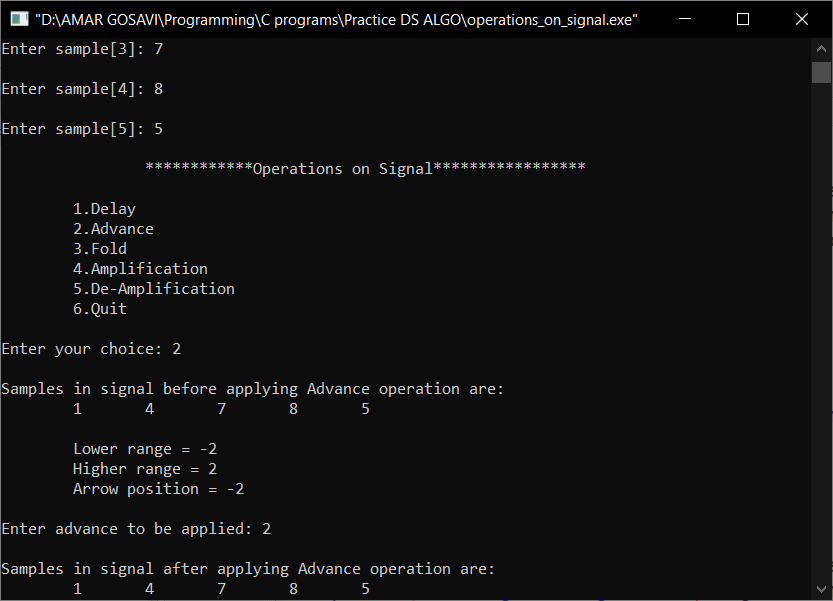 "D:\AMAR GOSAVI\Programming\C programs\Practice DS ALGO\operations_on_signal.exe"
Enter sample[3]: 7
Enter sample[4]: 8
Enter sample[5]: 5
************Operations on Signal*****************
1.Delay
2.Advance
3.Fold
4.Amplification
5.De-Amplification
6.Quit
Enter your choice: 2
Samples in signal before applying Advance operation are:
1 4 7 8 5
Lower range = -2
Higher range = 2
Arrow position = -2
Enter advance to be applied: 2
Samples in signal after applying Advance operation are:
1 4 7 8 5